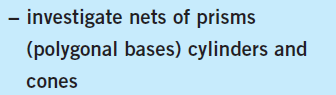 – investigate nets of prisms
(polygonal bases) cylinders and
cones